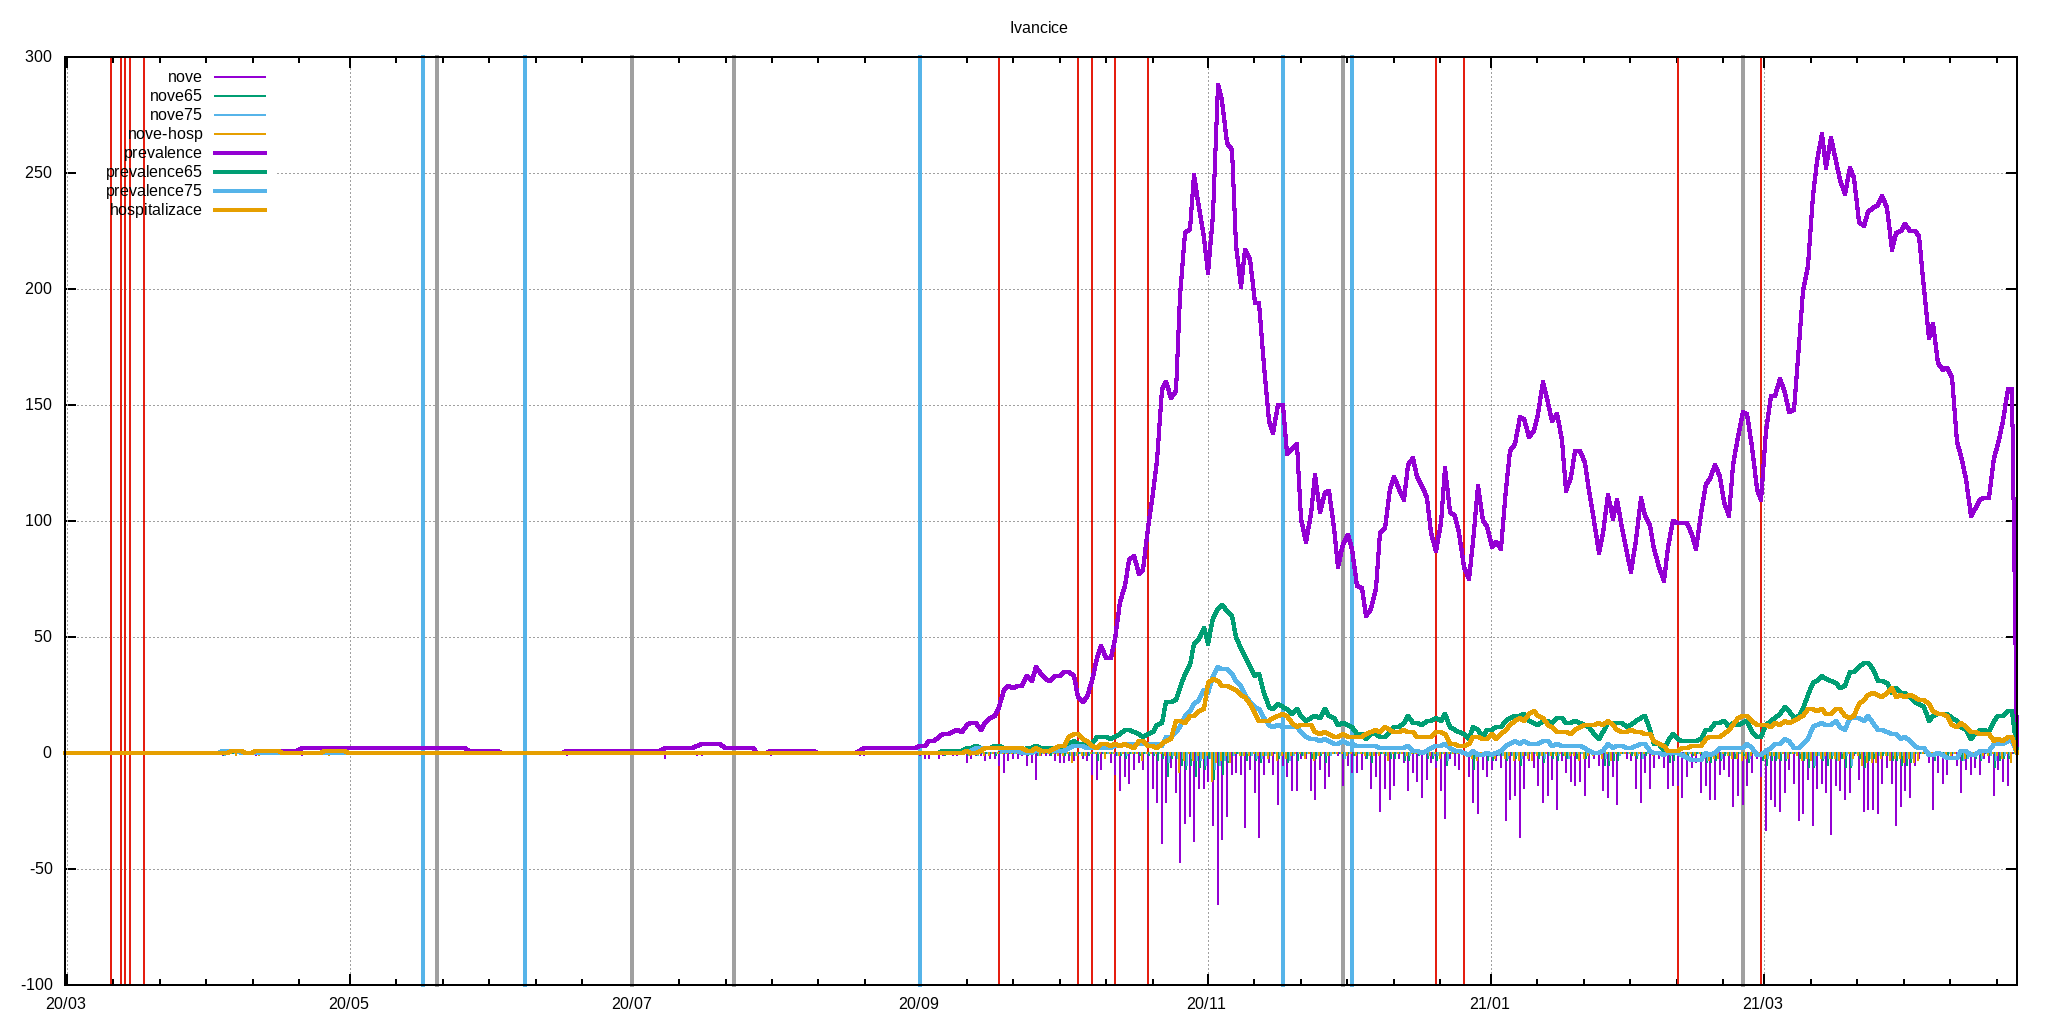 Ivancice
300
250
200
150
100
50
0
-50
-100
nove
nove65
nove75
nove-hosp
prevalence
prevalence65
prevalence75
hospitalizace
20/03 20/05 20/07 20/09 20/11 21/01 21/03